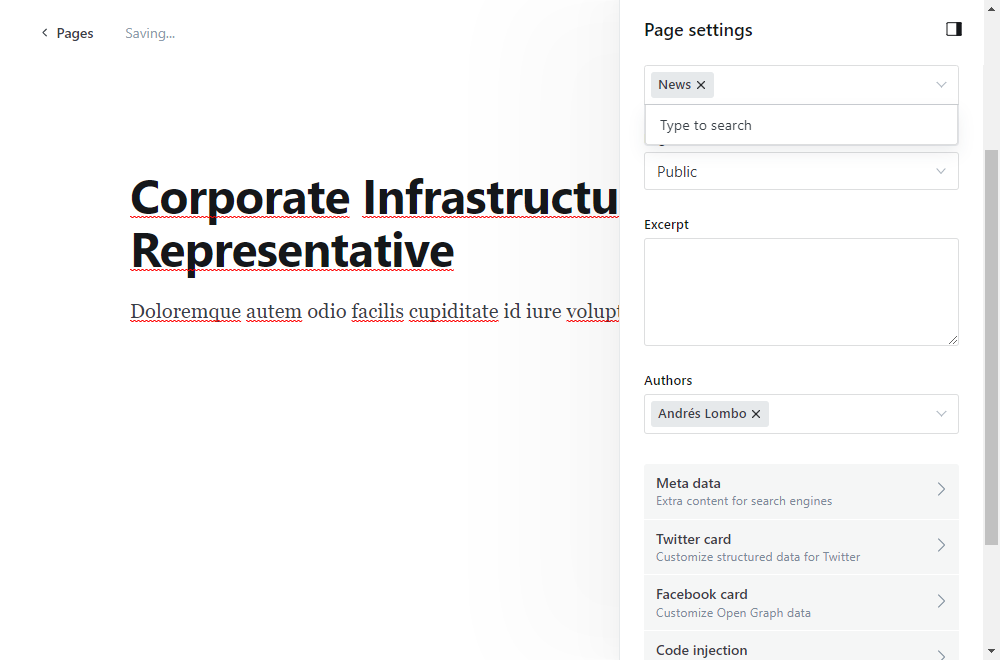 Pages
Saving...
Corporate Infrastructu
Representative
Doloremque autem odio facilis cupiditate id iure volupt
Page settings
News
Type to search
Public
Excerpt
Authors
Andrés Lombo
Meta data
Extra content for search engines
Twitter card
Customize structured data for Twitter
Facebook card
Customize Open Graph data
Code injection